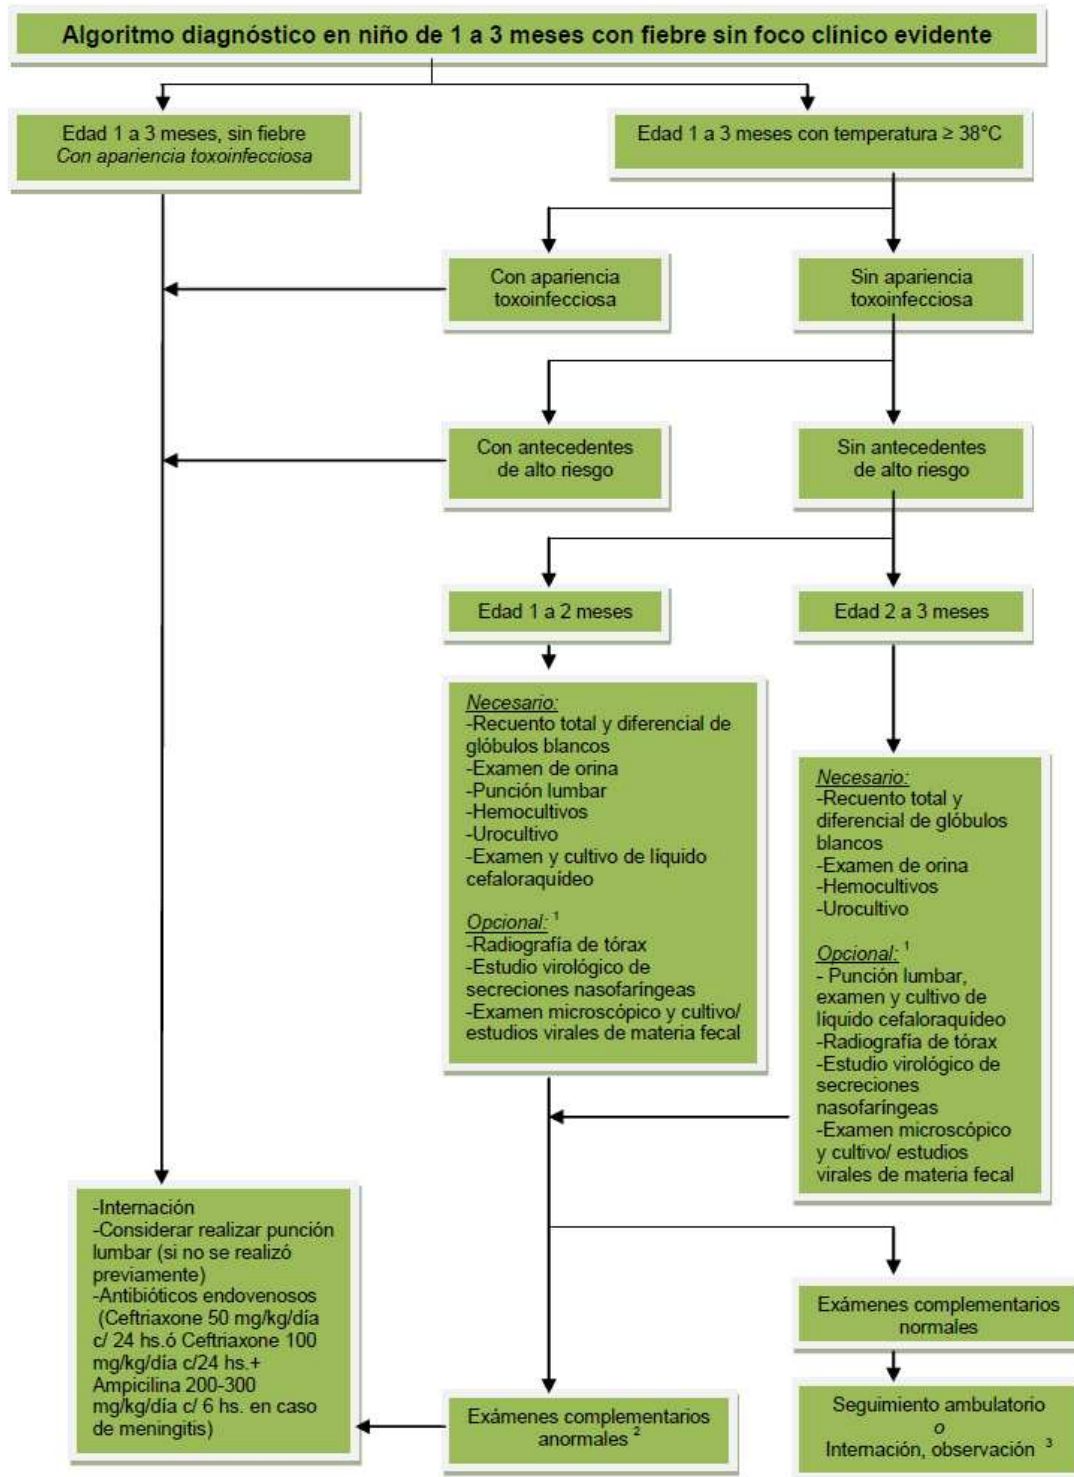 Algoritmo diagnóstico en niño de 1 a 3 meses con fiebre sin foco clínico evidente
Edad 1 a 3 meses, sin fiebre
Con apariencia toxoinfecciosa
Edad 1 a 3 meses con temperatura ≥ 38°C
Con apariencia
toxoinfecciosa
Sin apariencia
toxoinfecciosa
Con antecedentes
de alto riesgo
Sin antecedentes
de alto riesgo
Edad 1 a 2 meses
Edad 2 a 3 meses
Necesario:
-Recuento total y diferencial de
glóbulos blancos
-Examen de orina
-Punción lumbar
-Hemocultivos
-Urocultivo
-Examen y cultivo de líquido
cefaloraquídeo
Opcional: 1
-Radiografía de tórax
-Estudio virológico de
secreciones nasofaríngeas
-Examen microscópico y cultivo/
estudios virales de materia fecal
Necesario:
-Recuento total y
diferencial de glóbulos
blancos
-Examen de orina
-Hemocultivos
-Urocultivo
Opcional: 1
- Punción lumbar,
examen y cultivo de
líquido cefaloraquídeo
-Radiografía de tórax
-Estudio virológico de
secreciones
nasofaríngeas
-Examen microscópico
y cultivo/ estudios
virales de materia fecal
-Internación
-Considerar realizar punción
lumbar (si no se realizó
previamente)
-Antibióticos endovenosos
(Ceftriaxone 50 mg/kg/día
c/ 24 hs.ó Ceftriaxone 100
mg/kg/día c/24 hs.+
Ampicilina 200-300
mg/kg/día c/ 6 hs. en caso
de meningitis)
Exámenes complementarios
anormales 2
Exámenes complementarios
normales
Seguimiento ambulatorio
o
Internación, observación 3